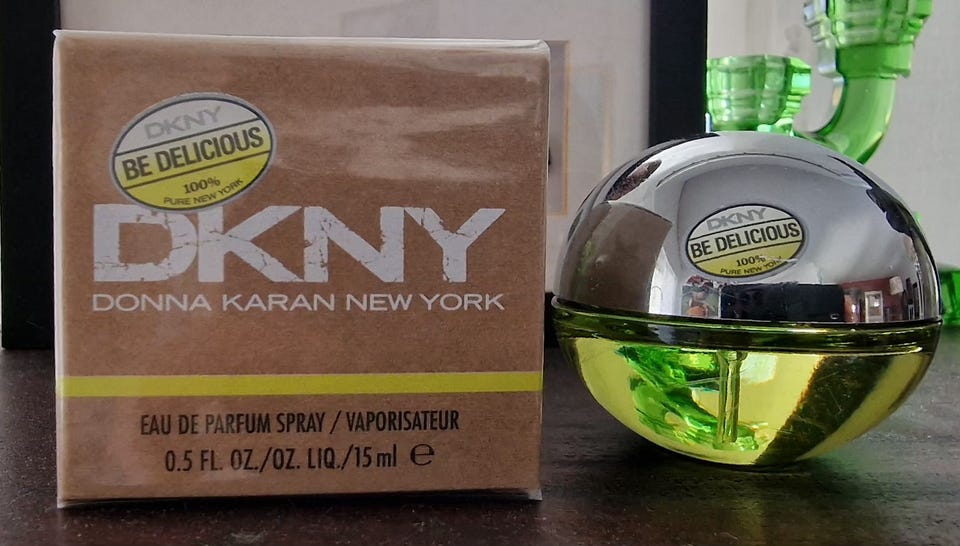 DKNY
BE DELICIOUS
100%
PURE NEW YORK
DKNY
DONNA KARAN NEW YORK
EAU DE PARFUM SPRAY / VAPORISATEUR
0.5 FL. OZ./OZ. LIQ./15 ml ℮
DKNY
BE DELICIOUS
100%
PURE NEW YORK